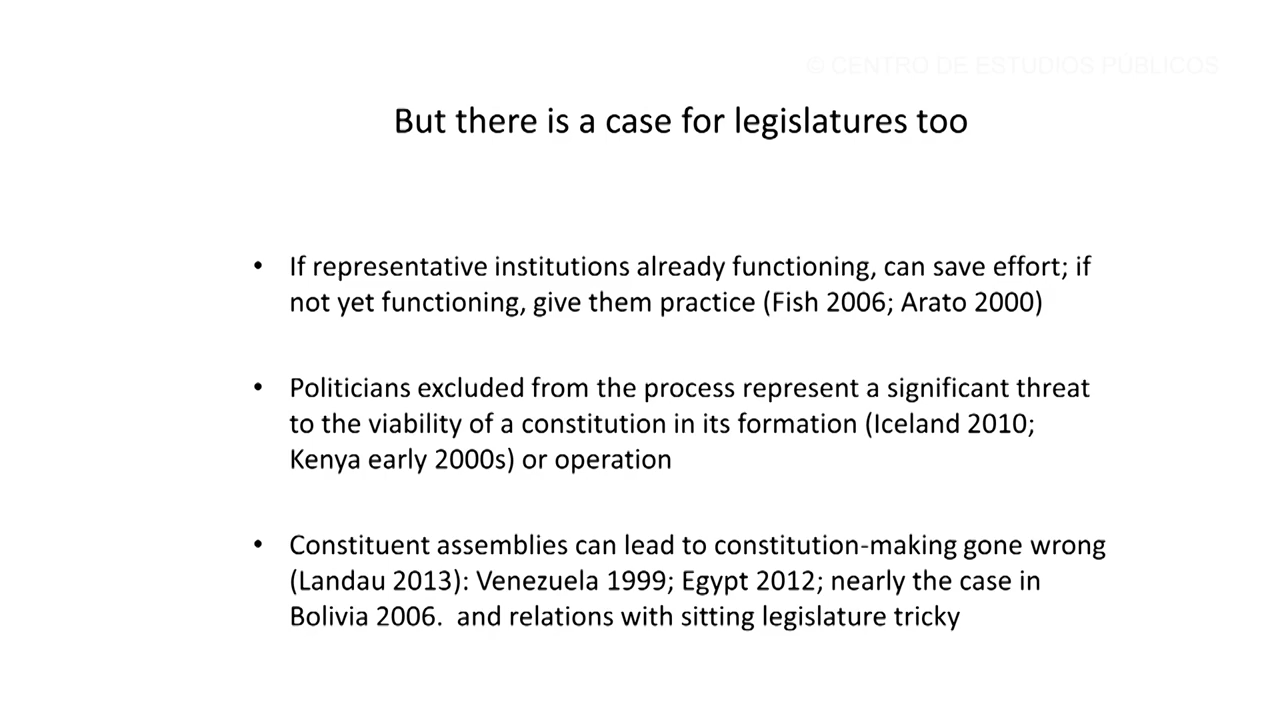 © CENTRO DE ESTUDIOS PÚBLICOS
But there is a case for legislatures too
• If representative institutions already functioning, can save effort; if
not yet functioning, give them practice (Fish 2006; Arato 2000)
• Politicians excluded from the process represent a significant threat
to the viability of a constitution in its formation (Iceland 2010;
Kenya early 2000s) or operation
• Constituent assemblies can lead to constitution-making gone wrong
(Landau 2013): Venezuela 1999; Egypt 2012; nearly the case in
Bolivia 2006.  and relations with sitting legislature tricky